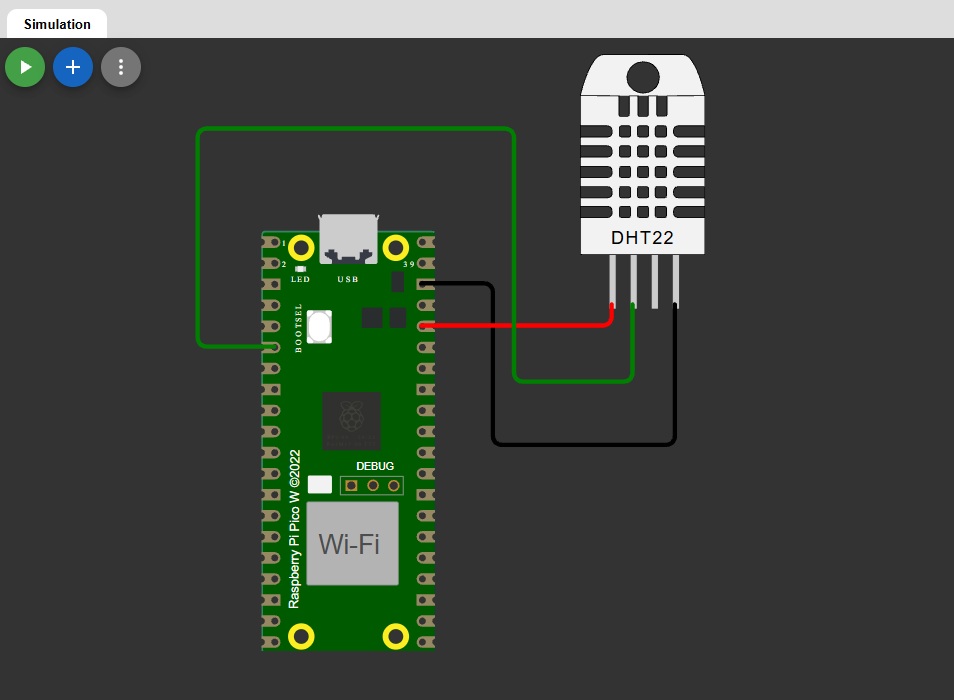 Simulation
DHT22
1
2
39
LED
USB
BOOTSEL
DEBUG
Raspberry Pi Pico W ©2022
Wi-Fi